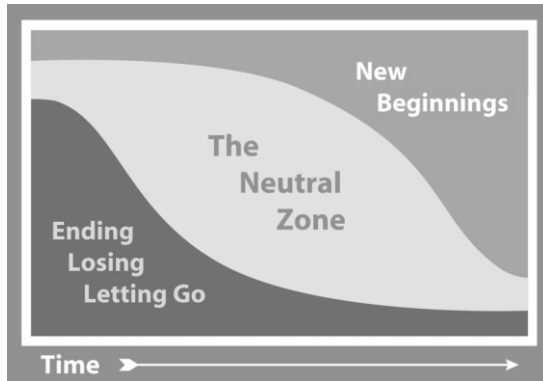 New
Beginnings
The
Neutral
Zone
Ending
Losing
Letting Go
Time